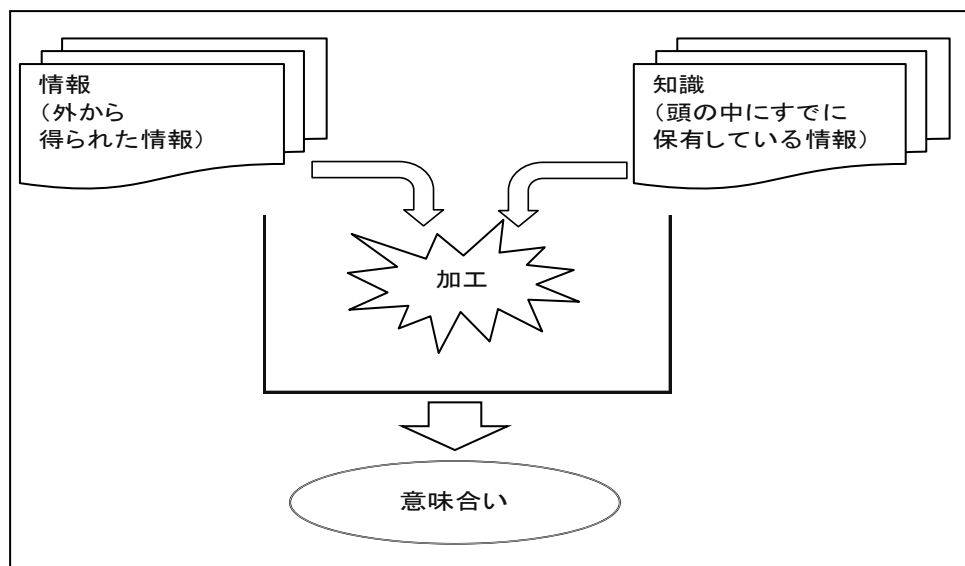 情報
（外から
得られた情報）
知識
（頭の中にすでに
保有している情報）
加工
意味合い